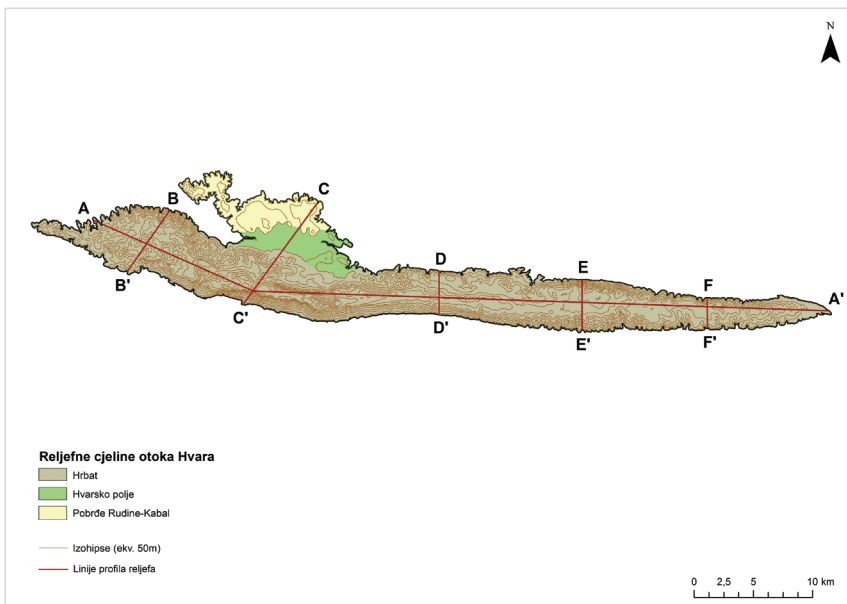 N
A
B
C
B'
C'
D
D'
E
E'
F
F'
A'
Reljefne cjeline otoka Hvara
Hrbat
Hvarsko polje
Pobrđe Rudine-Kabal
Izohipse (ekv. 50m)
Linije profila reljefa
0 2,5 5 10 km